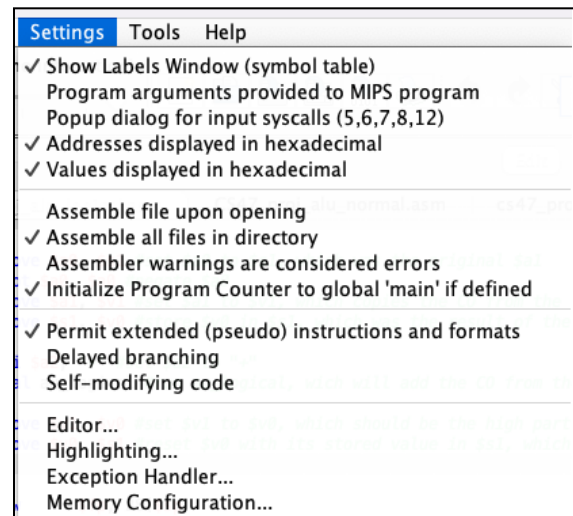 Settings Tools Help
✓ Show Labels Window (symbol table)
Program arguments provided to MIPS program
Popup dialog for input syscalls (5,6,7,8,12)
✓ Addresses displayed in hexadecimal
✓ Values displayed in hexadecimal
Assemble file upon opening
✓ Assemble all files in directory
Assembler warnings are considered errors
✓ Initialize Program Counter to global 'main' if defined
✓ Permit extended (pseudo) instructions and formats
Delayed branching
Self-modifying code
Editor...
Highlighting...
Exception Handler...
Memory Configuration...